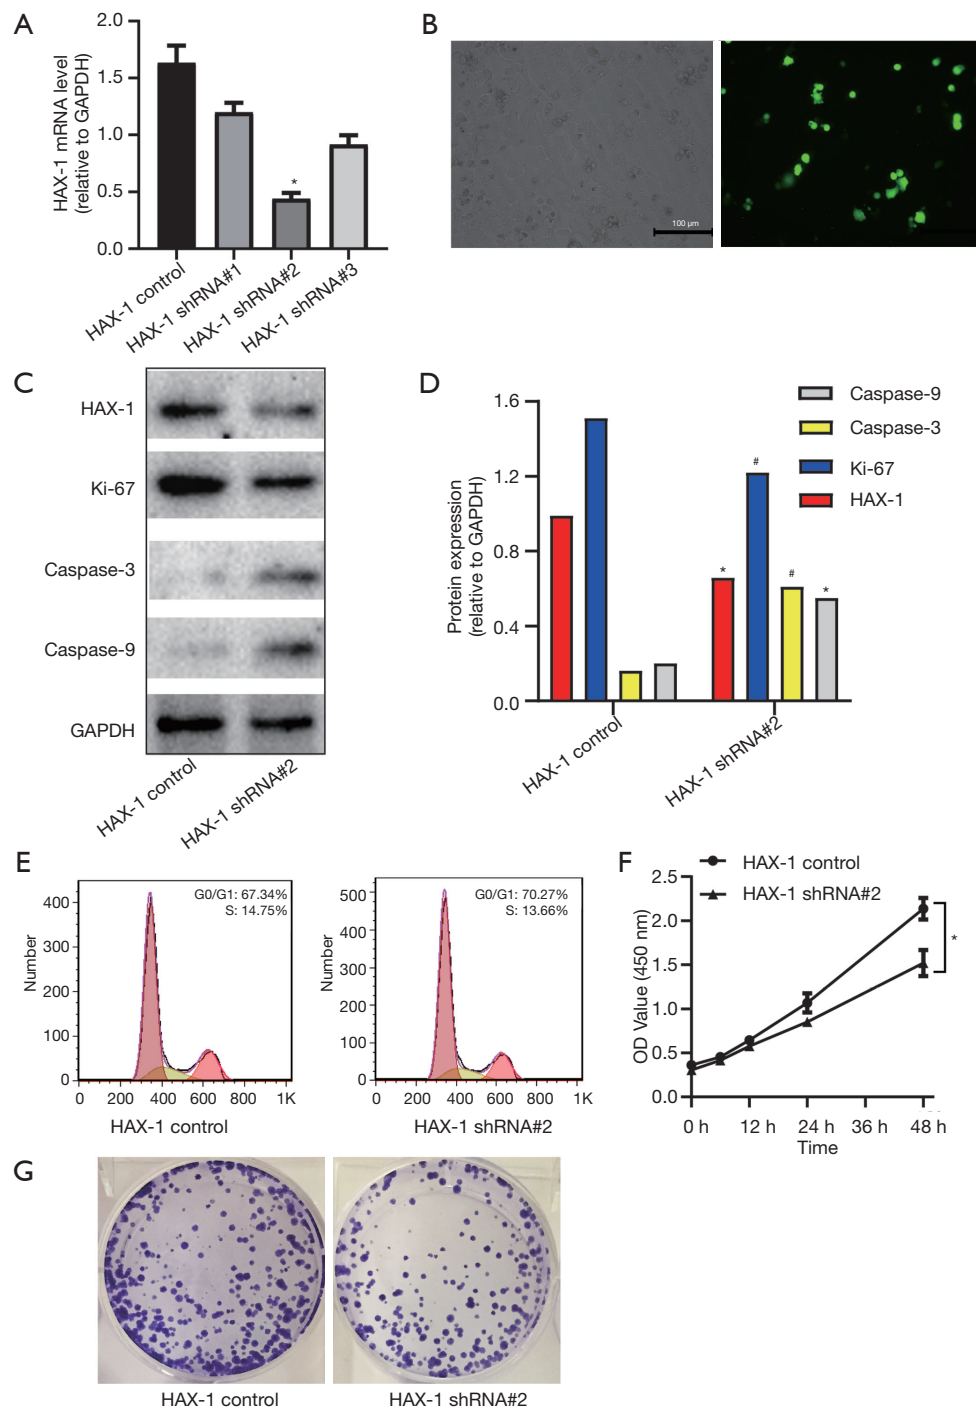 A
HAX-1 mRNA level
(relative to GAPDH)
2.0
1.5
1.0
0.5
0.0
*
HAX-1 control
HAX-1 shRNA#1
HAX-1 shRNA#2
HAX-1 shRNA#3
B
100 μm
C
HAX-1
Ki-67
Caspase-3
Caspase-9
GAPDH
HAX-1 control
HAX-1 shRNA#2
D
Protein expression
(relative to GAPDH)
1.6
1.2
0.8
0.4
0.0
Caspase-9
Caspase-3
Ki-67
HAX-1
*
#
#
*
HAX-1 control
HAX-1 shRNA#2
E
Number
400
300
200
100
0
G0/G1: 67.34%
S: 14.75%
0 200 400 600 800 1K
HAX-1 control
Number
500
400
300
200
100
0
G0/G1: 70.27%
S: 13.66%
0 200 400 600 800 1K
HAX-1 shRNA#2
F
HAX-1 control
HAX-1 shRNA#2
OD Value (450 nm)
2.5
2.0
1.5
1.0
0.5
0.0
*
0 h 12 h 24 h 36 h 48 h
Time
G
HAX-1 control
HAX-1 shRNA#2